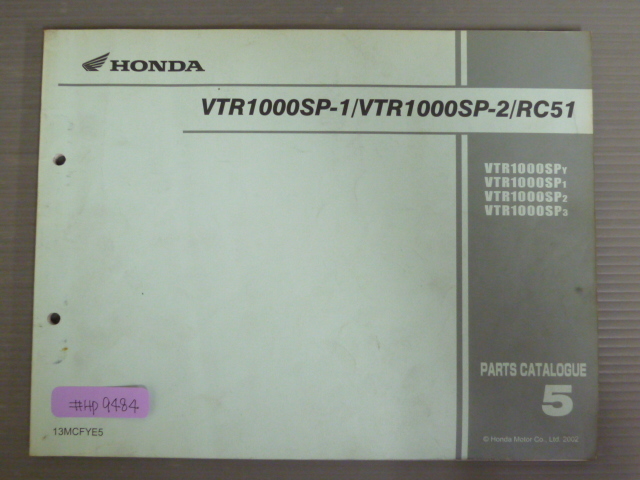 HONDA
VTR1000SP-1/VTR1000SP-2/RC51
VTR1000SPY
VTR1000SP1
VTR1000SP2
VTR1000SP3
PARTS CATALOGUE
5
#HP9484
13MCFYE5
© Honda Motor Co., Ltd. 2002